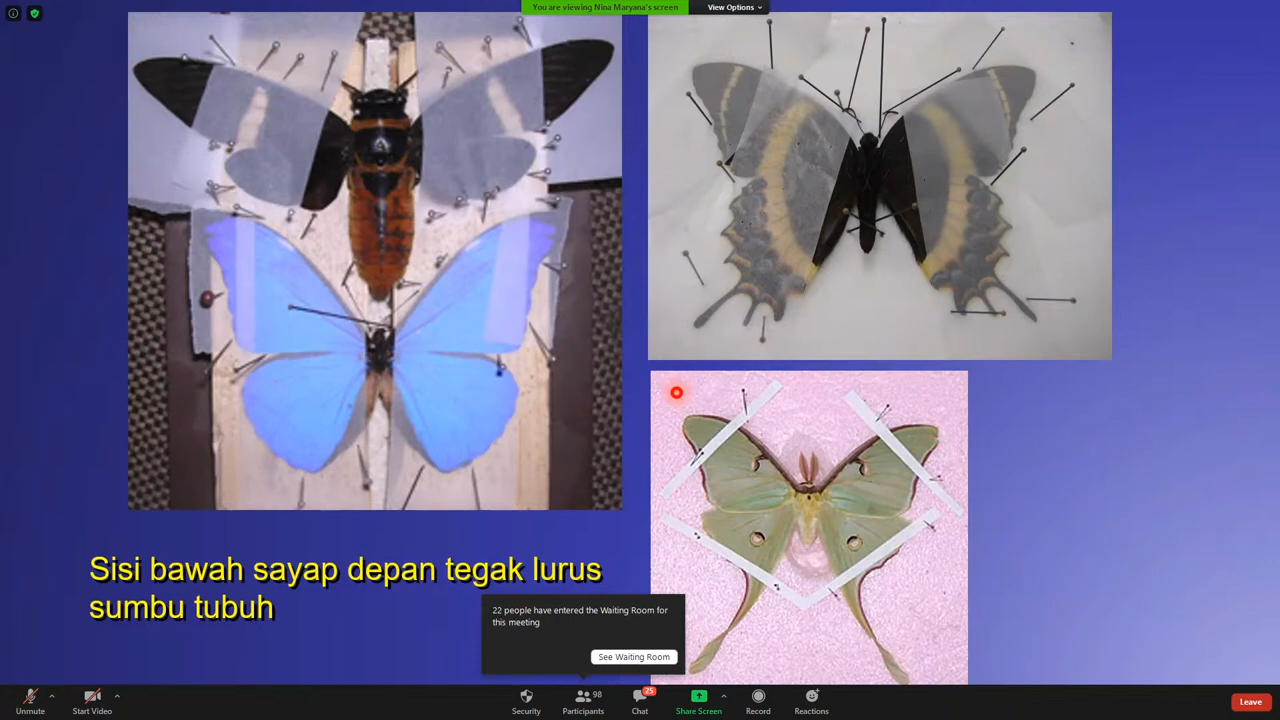 You are viewing Nina Maryana's screen
View Options
Sisi bawah sayap depan tegak lurus
sumbu tubuh
22 people have entered the Waiting Room for
this meeting
See Waiting Room
Unmute
Start Video
Security
98
Participants
25
Chat
Share Screen
Record
Reactions
Leave